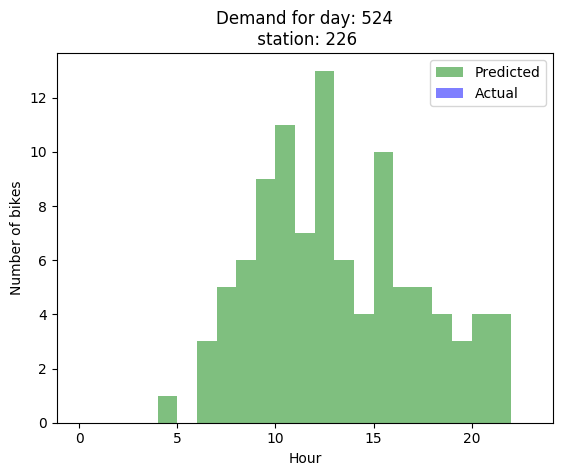 Demand for day: 524
station: 226
Predicted
Actual
Number of bikes
12
10
8
6
4
2
0
0
5
10
15
20
Hour